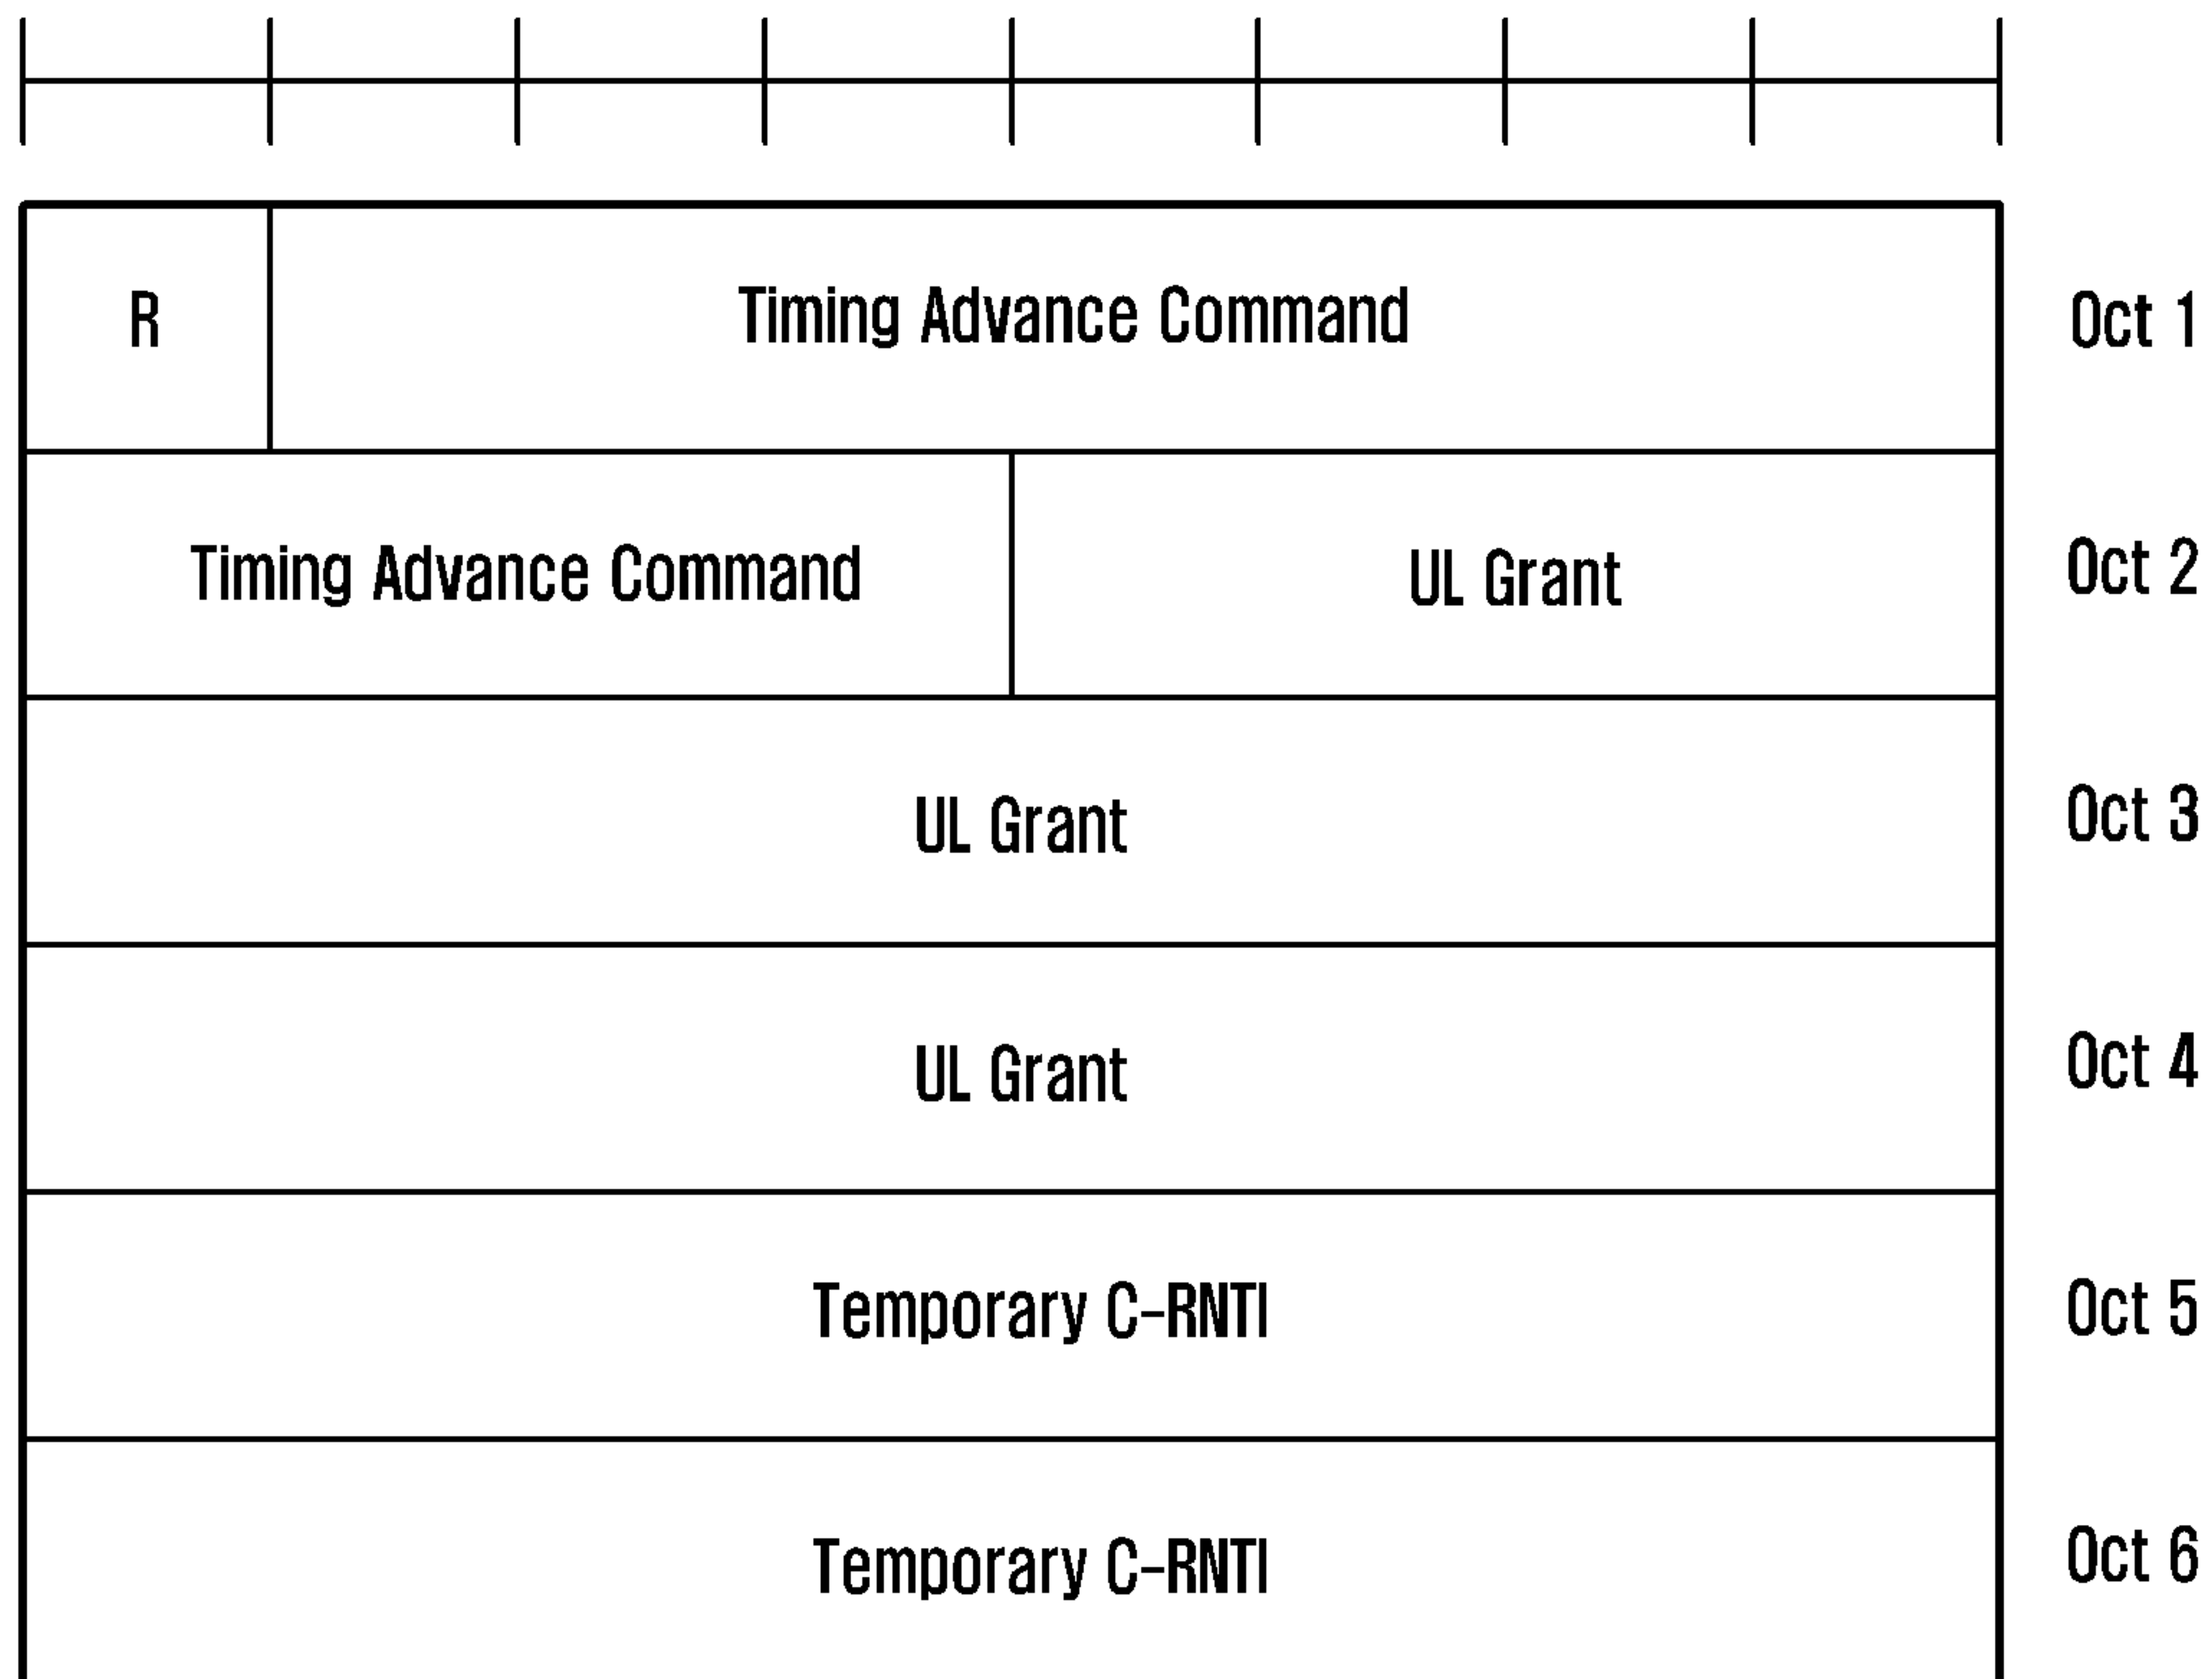 R Timing Advance Command Oct 1
Timing Advance Command UL Grant Oct 2
UL Grant Oct 3
UL Grant Oct 4
Temporary C-RNTI Oct 5
Temporary C-RNTI Oct 6